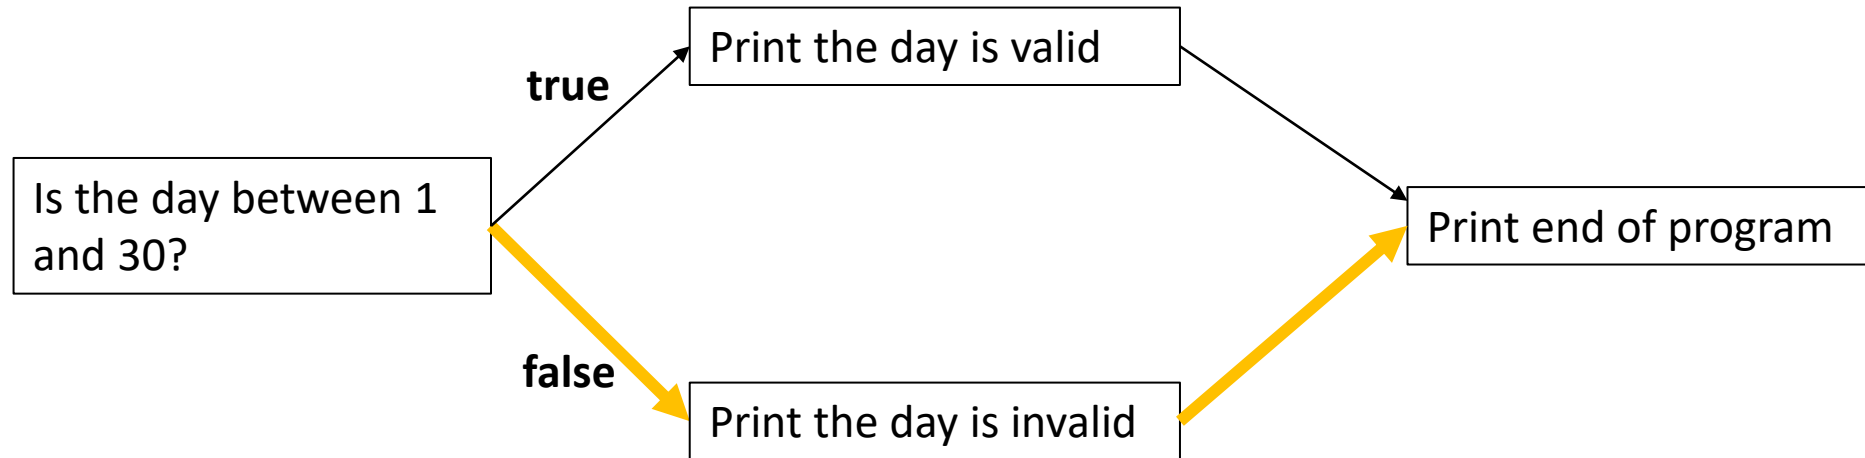 Print the day is valid
true
Is the day between 1
and 30?
Print end of program
false
Print the day is invalid